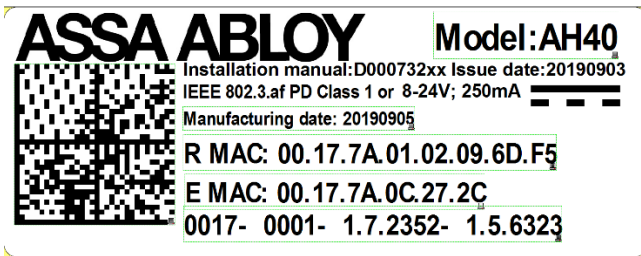 ASSA ABLOY Model:AH40
Installation manual:D000732xx Issue date:20190903
IEEE 802.3.af PD Class 1 or 8-24V; 250mA
Manufacturing date: 20190905
R MAC: 00.17.7A.01.02.09.6D.F5
E MAC: 00.17.7A.0C.27.2C
0017- 0001- 1.7.2352- 1.5.6323